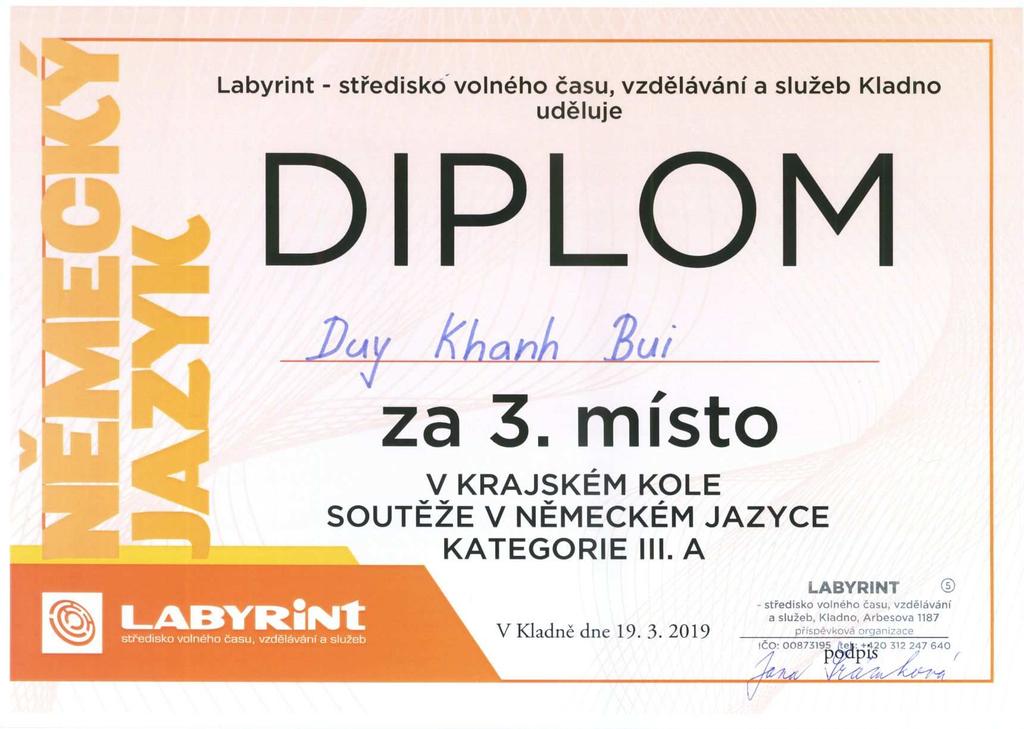 NĚMECKÝ
JAZYK
Labyrint - středisko volného času, vzdělávání a služeb Kladno
uděluje
DIPLOM
Duy Khanh Bui
za 3. místo
V KRAJSKÉM KOLE
SOUTĚŽE V NĚMECKÉM JAZYCE
KATEGORIE III. A
LABYRiNt
středisko volného času, vzdělávání a služeb
V Kladně dne 19. 3. 2019
LABYRINT 5
- středisko volného času, vzdělávání
a služeb, Kladno, Arbesova 1187
příspěvková organizace
IČO: 00873195 /tel: +420 312 247 640
podpis
Jana